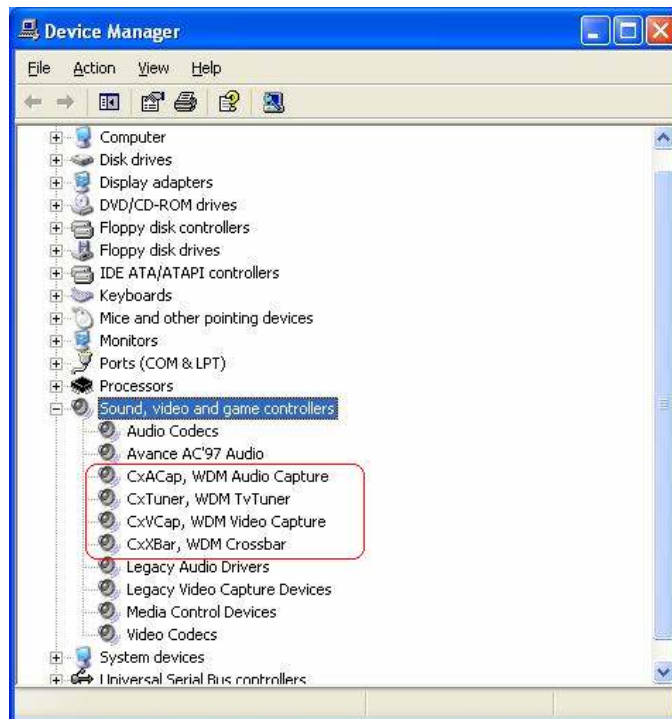 Device Manager
File Action View Help
Computer
Disk drives
Display adapters
DVD/CD-ROM drives
Floppy disk controllers
Floppy disk drives
IDE ATA/ATAPI controllers
Keyboards
Mice and other pointing devices
Monitors
Ports (COM & LPT)
Processors
Sound, video and game controllers
Audio Codecs
Avance AC'97 Audio
CxACap, WDM Audio Capture
CxTuner, WDM TvTuner
CxVCap, WDM Video Capture
CxXBar, WDM Crossbar
Legacy Audio Drivers
Legacy Video Capture Devices
Media Control Devices
Video Codecs
System devices
Universal Serial Bus controllers